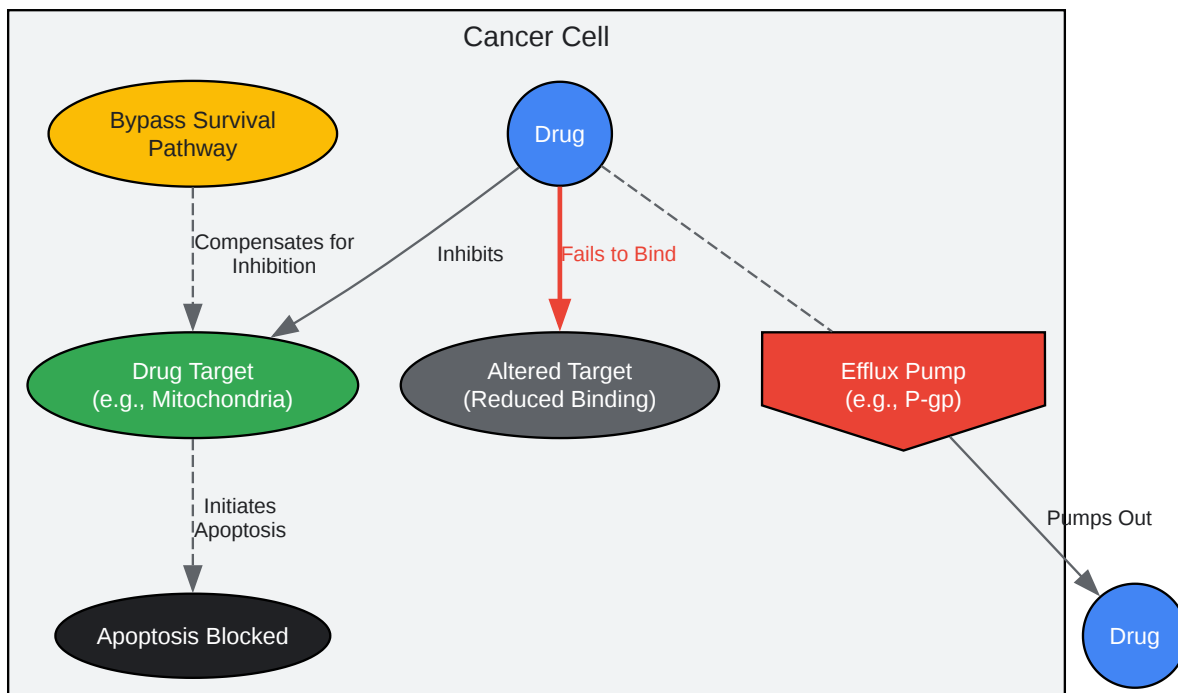 Cancer Cell
Bypass Survival
Pathway
Drug
Compensates for
Inhibition
Inhibits
Fails to Bind
Drug Target
(e.g., Mitochondria)
Altered Target
(Reduced Binding)
Efflux Pump
(e.g., P-gp)
Initiates
Apoptosis
Pumps Out
Apoptosis Blocked
Drug